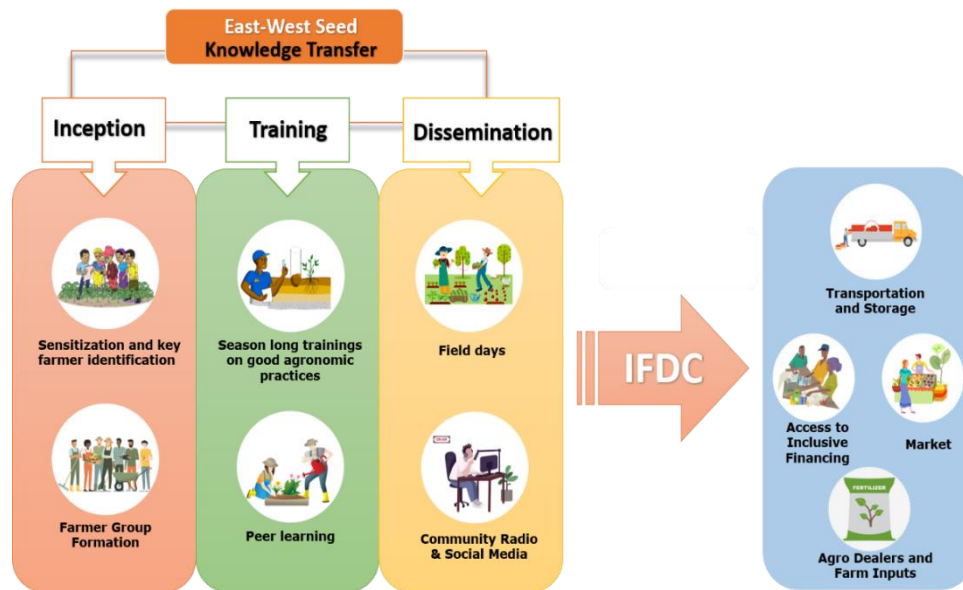 East-West Seed
Knowledge Transfer
Inception
Training
Dissemination
Sensitization and key
farmer identification
Farmer Group
Formation
Season long trainings
on good agronomic
practices
Peer learning
Field days
Community Radio
& Social Media
IFDC
Transportation
and Storage
Access to
Inclusive
Financing
Market
FERTILIZER
Agro Dealers and
Farm Inputs